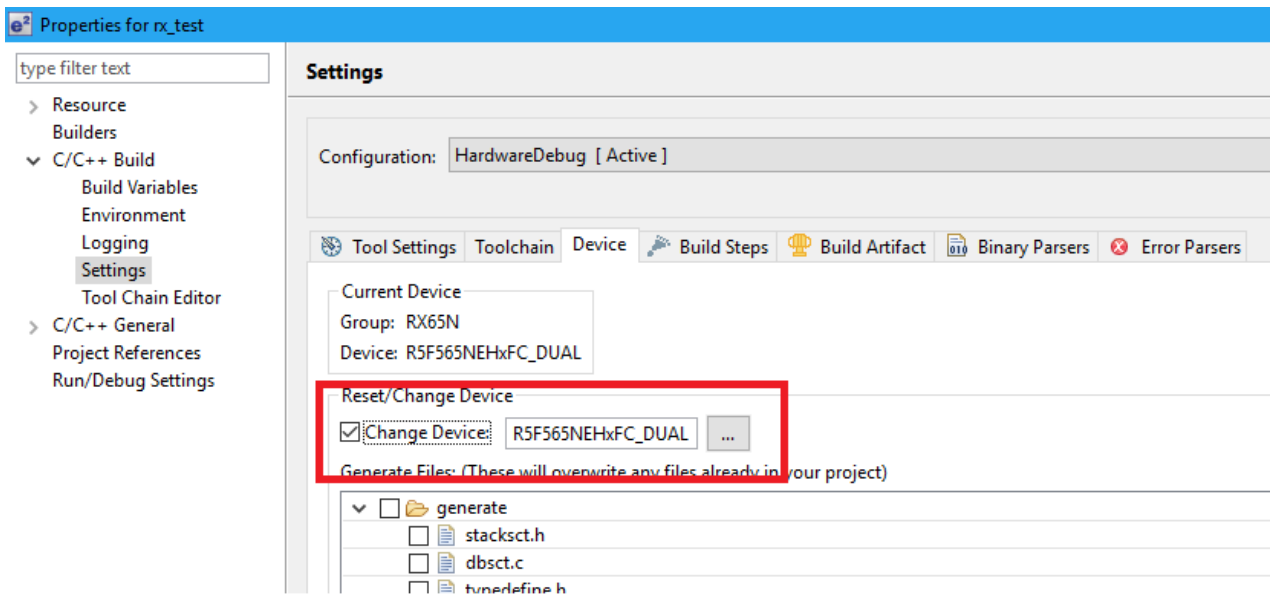 e² Properties for rx_test
type filter text
Resource
Builders
C/C++ Build
Build Variables
Environment
Logging
Settings
Tool Chain Editor
C/C++ General
Project References
Run/Debug Settings
Settings
Configuration: HardwareDebug [ Active ]
Tool Settings Toolchain Device Build Steps Build Artifact 010 Binary Parsers Error Parsers
Current Device
Group: RX65N
Device: R5F565NEHxFC_DUAL
Reset/Change Device
Change Device: R5F565NEHxFC_DUAL ...
Generate Files: (These will overwrite any files already in your project)
generate
stacksct.h
dbsct.c
typedefine.h